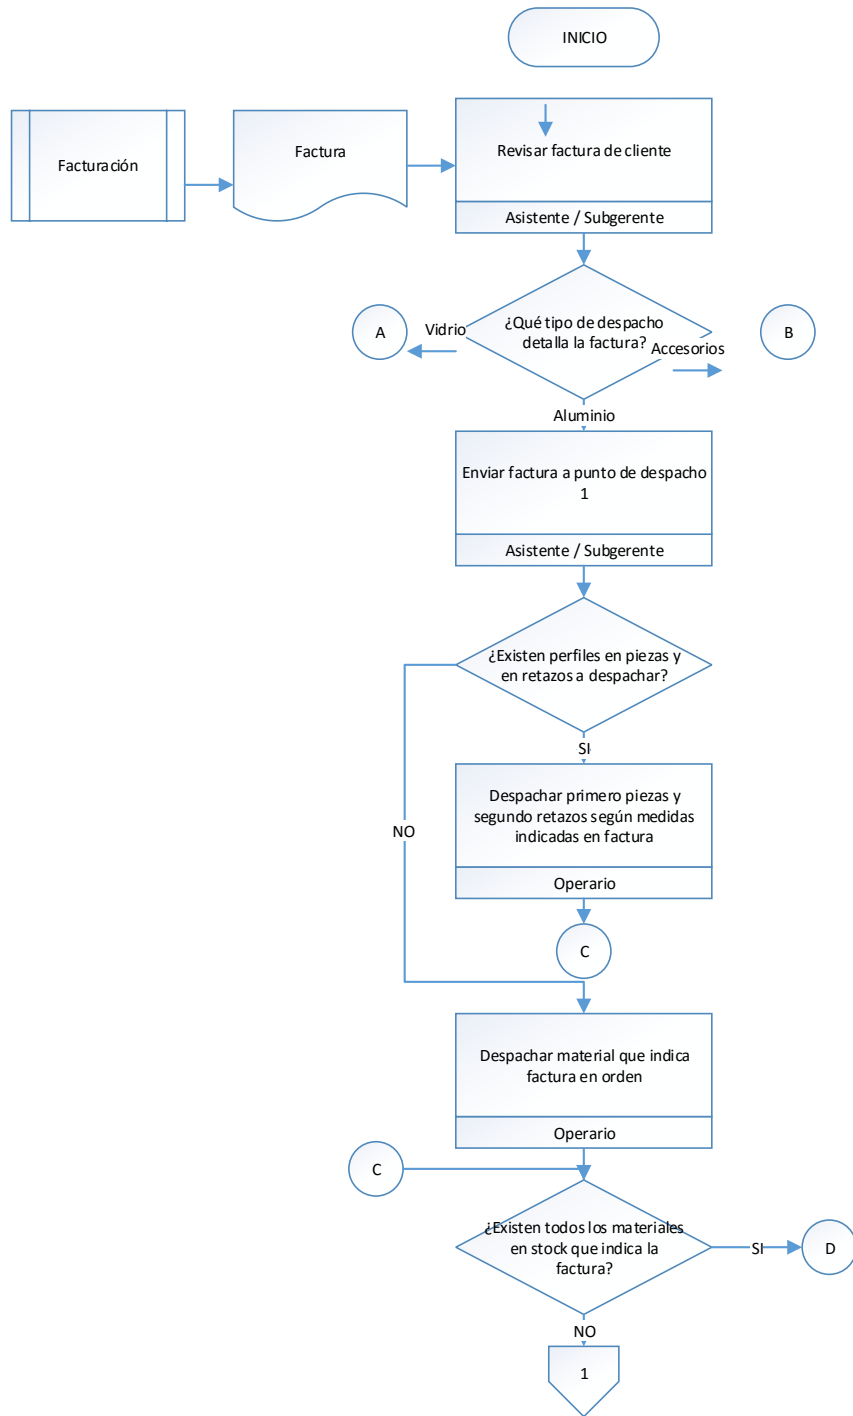 INICIO
Facturación
Factura
Revisar factura de cliente
Asistente / Subgerente
A
Vidrio
¿Qué tipo de despacho
detalla la factura?
Accesorios
B
Aluminio
Enviar factura a punto de despacho
1
Asistente / Subgerente
¿Existen perfiles en piezas y
en retazos a despachar?
SI
Despachar primero piezas y
segundo retazos según medidas
indicadas en factura
NO
Operario
C
Despachar material que indica
factura en orden
Operario
C
¿Existen todos los materiales
en stock que indica la
factura?
SI
D
NO
1